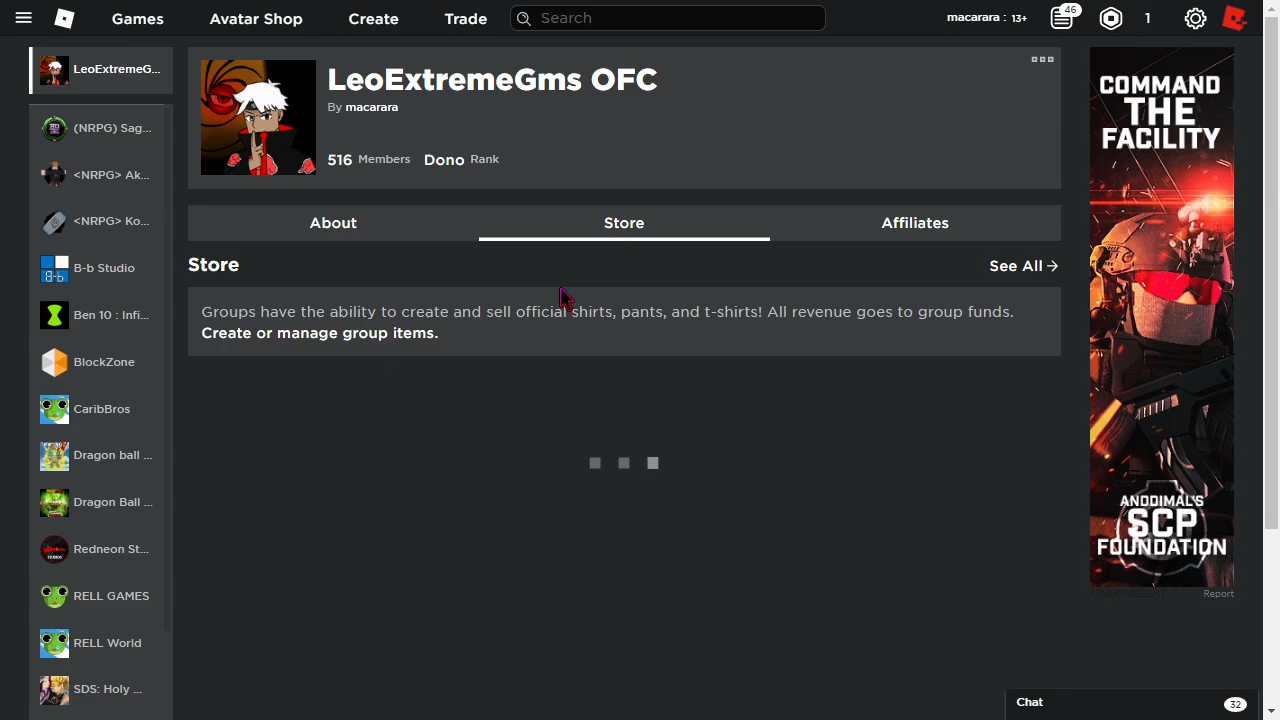 Games
Avatar Shop
Create
Trade
Search
macarara : 13+
46
1
LeoExtremeG...
(NRPG) Sag...
<NRPG> Ak...
<NRPG> Ko...
B-b Studio
Ben 10 : Infi...
BlockZone
CaribBros
Dragon ball ...
Dragon Ball ...
Redneon St...
RELL GAMES
RELL World
SDS: Holy ...
LeoExtremeGms OFC
By macarara
516 Members Dono Rank
About
Store
Affiliates
Store
See All
Groups have the ability to create and sell official shirts, pants, and t-shirts! All revenue goes to group funds.
Create or manage group items.
COMMAND
THE
FACILITY
ANDDIMAL'S
SCP
FOUNDATION
ADVERTISEMENT
Report
Chat
32